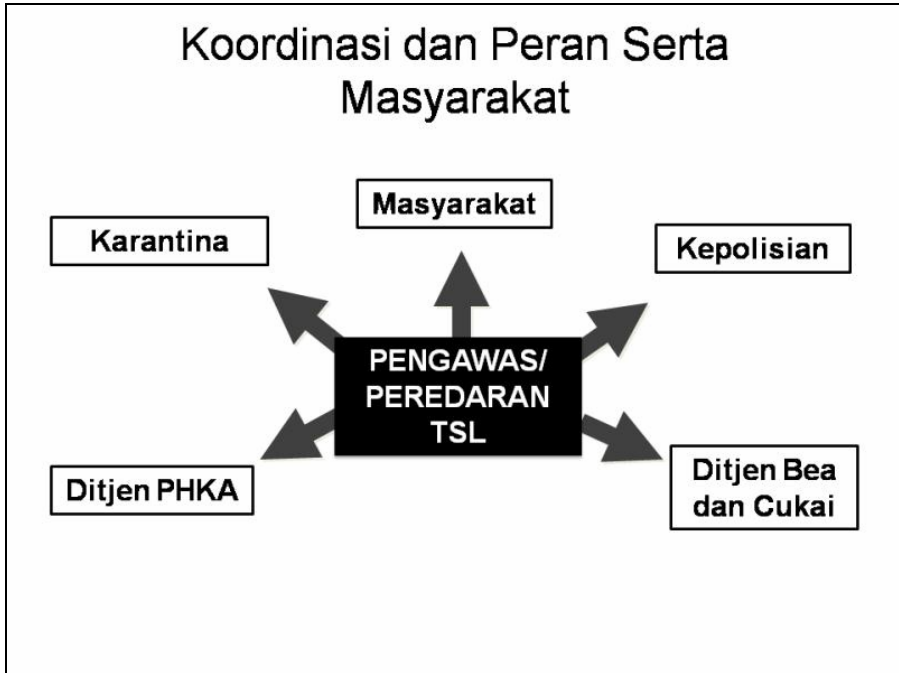 Koordinasi dan Peran Serta
Masyarakat
Masyarakat
Karantina
Kepolisian
PENGAWAS/
PEREDARAN
TSL
Ditjen PHKA
Ditjen Bea
dan Cukai